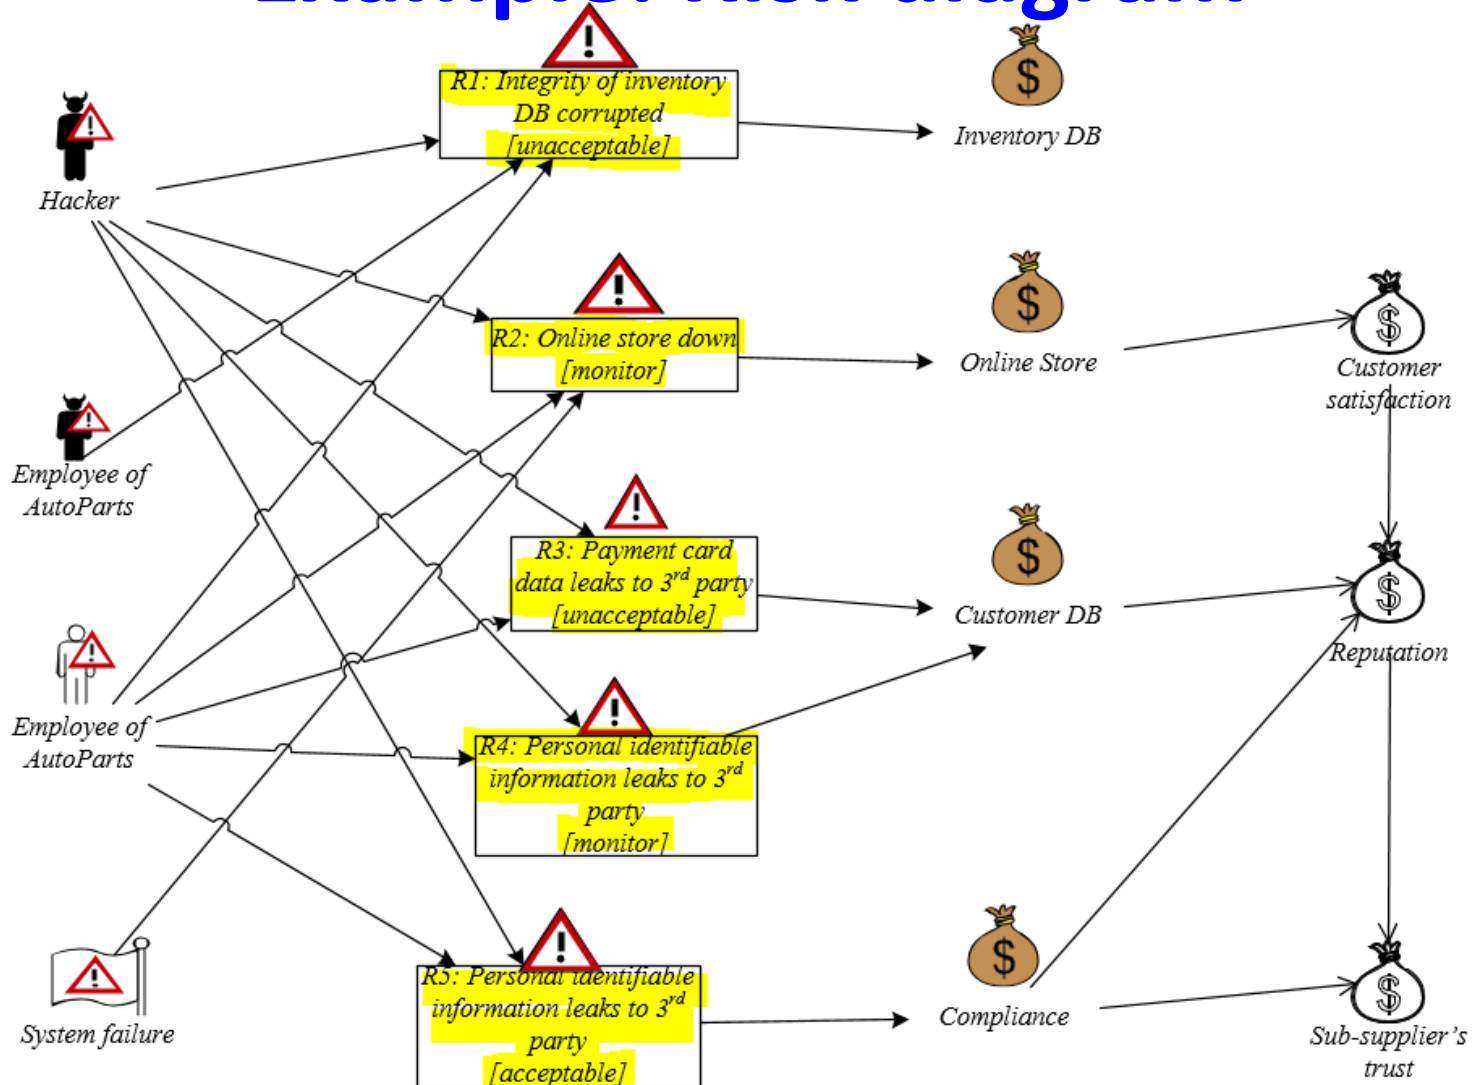 Example: Risk diagram
R1: Integrity of inventory
DB corrupted
[unacceptable]
$
Inventory DB
Hacker
R2: Online store down
[monitor]
$
Online Store
$
Customer
satisfaction
Employee of
AutoParts
R3: Payment card
data leaks to 3rd party
[unacceptable]
$
Customer DB
$
Reputation
Employee of
AutoParts
R4: Personal identifiable
information leaks to 3rd
party
[monitor]
System failure
R5: Personal identifiable
information leaks to 3rd
party
[acceptable]
$
Compliance
$
Sub-supplier's
trust